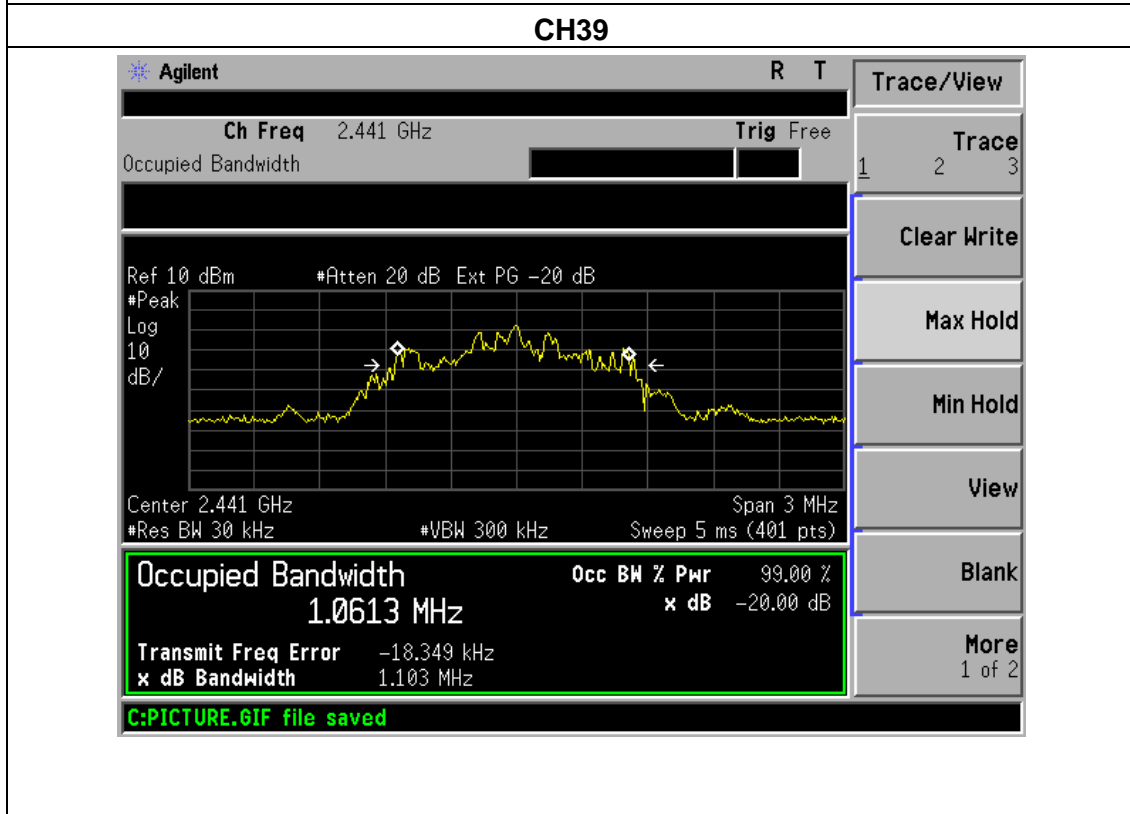 CH39
Agilent R T
Trace/View
Ch Freq 2.441 GHz Trig Free
Occupied Bandwidth
Trace
1 2 3
Clear Write
Ref 10 dBm #Atten 20 dB Ext PG -20 dB
#Peak
Log
10
dB/
Max Hold
Min Hold
View
Center 2.441 GHz Span 3 MHz
#Res BW 30 kHz #VBW 300 kHz Sweep 5 ms (401 pts)
Occupied Bandwidth Occ BW % Pwr 99.00 %
1.0613 MHz x dB -20.00 dB
Blank
Transmit Freq Error -18.349 kHz
x dB Bandwidth 1.103 MHz
More
1 of 2
C:PICTURE.GIF file saved